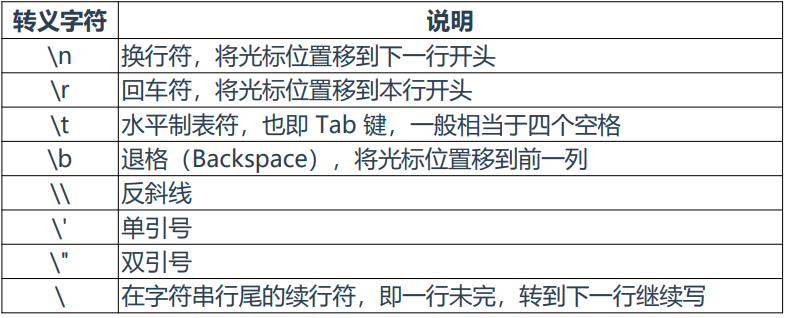 转义字符 说明
\n 换行符，将光标位置移到下一行开头
\r 回车符，将光标位置移到本行开头
\t 水平制表符，也即 Tab 键，一般相当于四个空格
\b 退格（Backspace），将光标位置移到前一列
\\ 反斜线
\' 单引号
\" 双引号
\ 在字符串行尾的续行符，即一行未完，转到下一行继续写